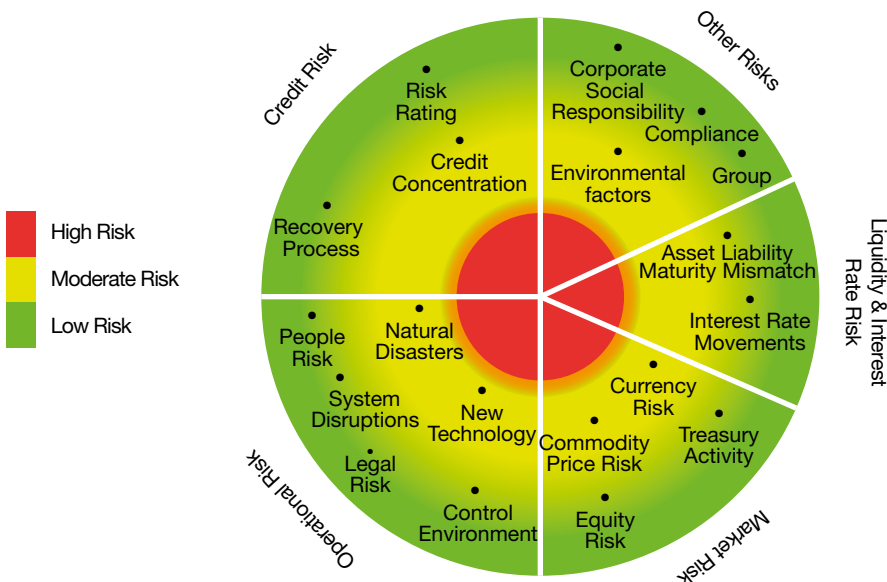 Credit Risk
Other Risks
Risk
Rating
Credit
Concentration
Recovery
Process
Corporate
Social
Responsibility
Compliance
Environmental
factors
Group
High Risk
Moderate Risk
Low Risk
Asset Liability
Maturity Mismatch
Interest Rate
Movements
Liquidity & Interest
Rate Risk
People
Risk
Natural
Disasters
System
Disruptions
New
Technology
Legal
Risk
Control
Environment
Operational Risk
Currency
Risk
Commodity
Price Risk
Treasury
Activity
Equity
Risk
Market Risk